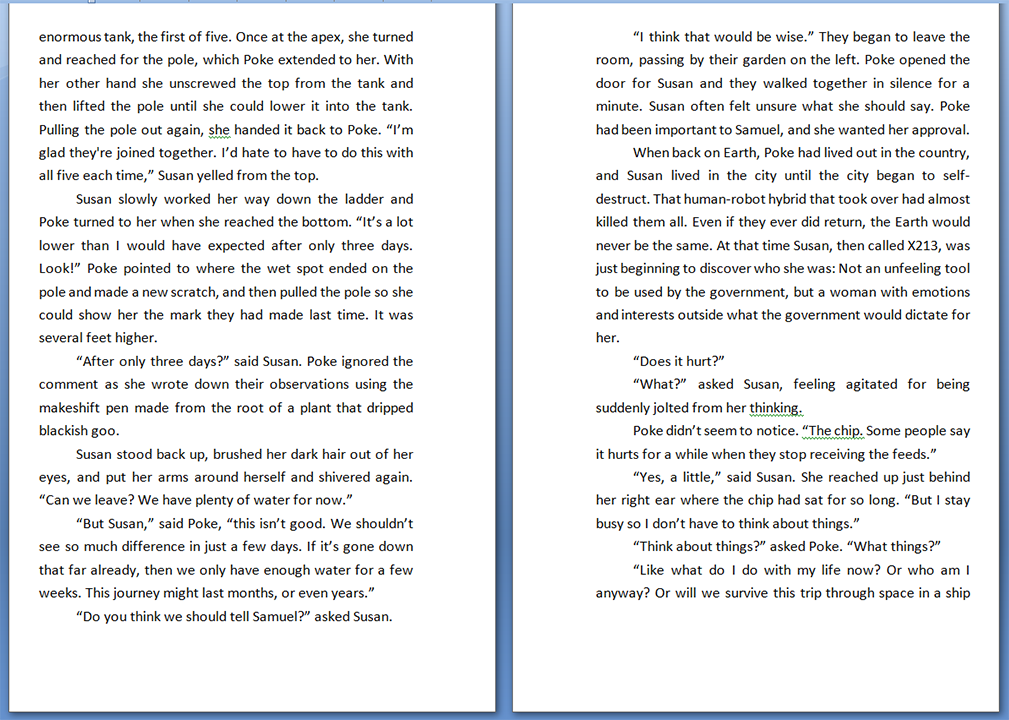 enormous tank, the first of five. Once at the apex, she turned
and reached for the pole, which Poke extended to her. With
her other hand she unscrewed the top from the tank and
then lifted the pole until she could lower it into the tank.
Pulling the pole out again, she handed it back to Poke. “I’m
glad they're joined together. I’d hate to have to do this with
all five each time,” Susan yelled from the top.
Susan slowly worked her way down the ladder and
Poke turned to her when she reached the bottom. “It’s a lot
lower than I would have expected after only three days.
Look!” Poke pointed to where the wet spot ended on the
pole and made a new scratch, and then pulled the pole so she
could show her the mark they had made last time. It was
several feet higher.
“After only three days?” said Susan. Poke ignored the
comment as she wrote down their observations using the
makeshift pen made from the root of a plant that dripped
blackish goo.
Susan stood back up, brushed her dark hair out of her
eyes, and put her arms around herself and shivered again.
“Can we leave? We have plenty of water for now.”
“But Susan,” said Poke, “this isn’t good. We shouldn’t
see so much difference in just a few days. If it’s gone down
that far already, then we only have enough water for a few
weeks. This journey might last months, or even years.”
“Do you think we should tell Samuel?” asked Susan.
“I think that would be wise.” They began to leave the
room, passing by their garden on the left. Poke opened the
door for Susan and they walked together in silence for a
minute. Susan often felt unsure what she should say. Poke
had been important to Samuel, and she wanted her approval.
When back on Earth, Poke had lived out in the country,
and Susan lived in the city until the city began to self-
destruct. That human-robot hybrid that took over had almost
killed them all. Even if they ever did return, the Earth would
never be the same. At that time Susan, then called X213, was
just beginning to discover who she was: Not an unfeeling tool
to be used by the government, but a woman with emotions
and interests outside what the government would dictate for
her.
“Does it hurt?”
“What?” asked Susan, feeling agitated for being
suddenly jolted from her thinking.
Poke didn’t seem to notice. “The chip. Some people say
it hurts for a while when they stop receiving the feeds.”
“Yes, a little,” said Susan. She reached up just behind
her right ear where the chip had sat for so long. “But I stay
busy so I don’t have to think about things.”
“Think about things?” asked Poke. “What things?”
“Like what do I do with my life now? Or who am I
anyway? Or will we survive this trip through space in a ship